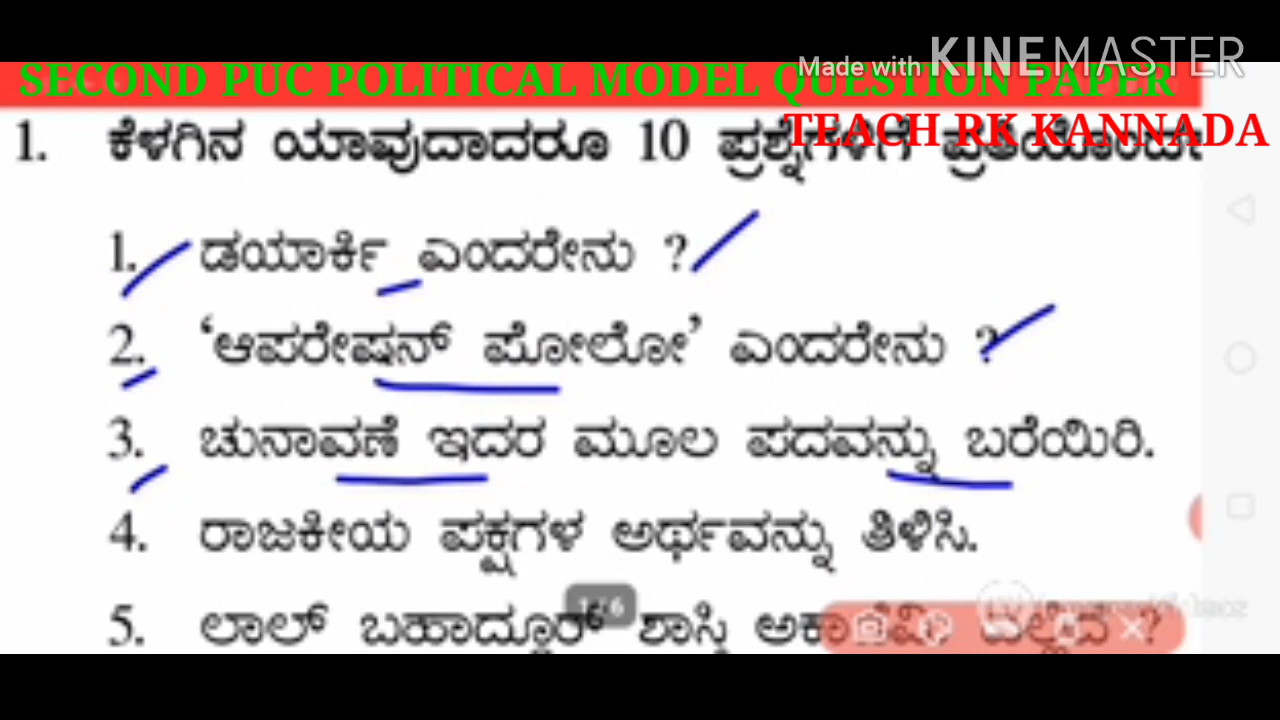 Made with KINEMASTER
SECOND PUC POLITICAL MODEL QUESTION PAPER
TEACH RK KANNADA
1. ಕೆಳಗಿನ ಯಾವುದಾದರೂ 10 ಪ್ರಶ್ನೆಗಳಿಗೆ
1. ಡಯಾರ್ಕಿ ಎಂದರೇನು ?
2. ‘ಆಪರೇಷನ್ ಪೋಲೋ’ ಎಂದರೇನು ?
3. ಚುನಾವಣೆ ಇದರ ಮೂಲ ಪದವನ್ನು ಬರೆಯಿರಿ.
4. ರಾಜಕೀಯ ಪಕ್ಷಗಳ ಅರ್ಥವನ್ನು ತಿಳಿಸಿ.
1/6
5. ಲಾಲ್ ಬಹಾದ್ದೂರ್ ಶಾಸ್ತ್ರಿ ?